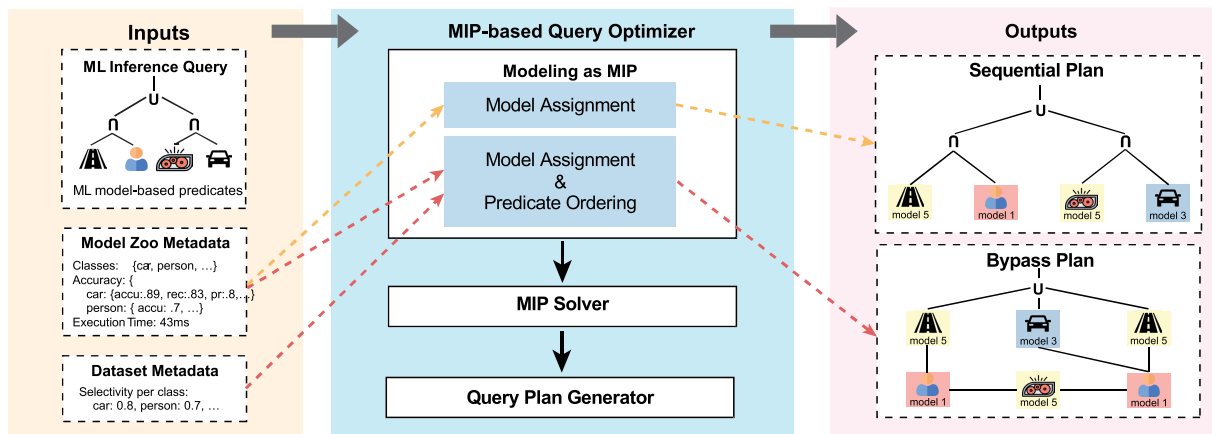 Inputs
ML Inference Query
∪
∩ ∩
ML model-based predicates
Model Zoo Metadata
Classes: {car, person, …}
Accuracy: {
car: {accu:.89, rec:.83, pr:.8,…}
person: { accu: .7, …}
Execution Time: 43ms
Dataset Metadata
Selectivity per class:
car: 0.8, person: 0.7, …
MIP-based Query Optimizer
Modeling as MIP
Model Assignment
Model Assignment
&
Predicate Ordering
MIP Solver
Query Plan Generator
Outputs
Sequential Plan
∪
∩ ∩
model 5 model 1 model 5 model 3
Bypass Plan
∪
model 5 model 3 model 5
model 1 model 5 model 1